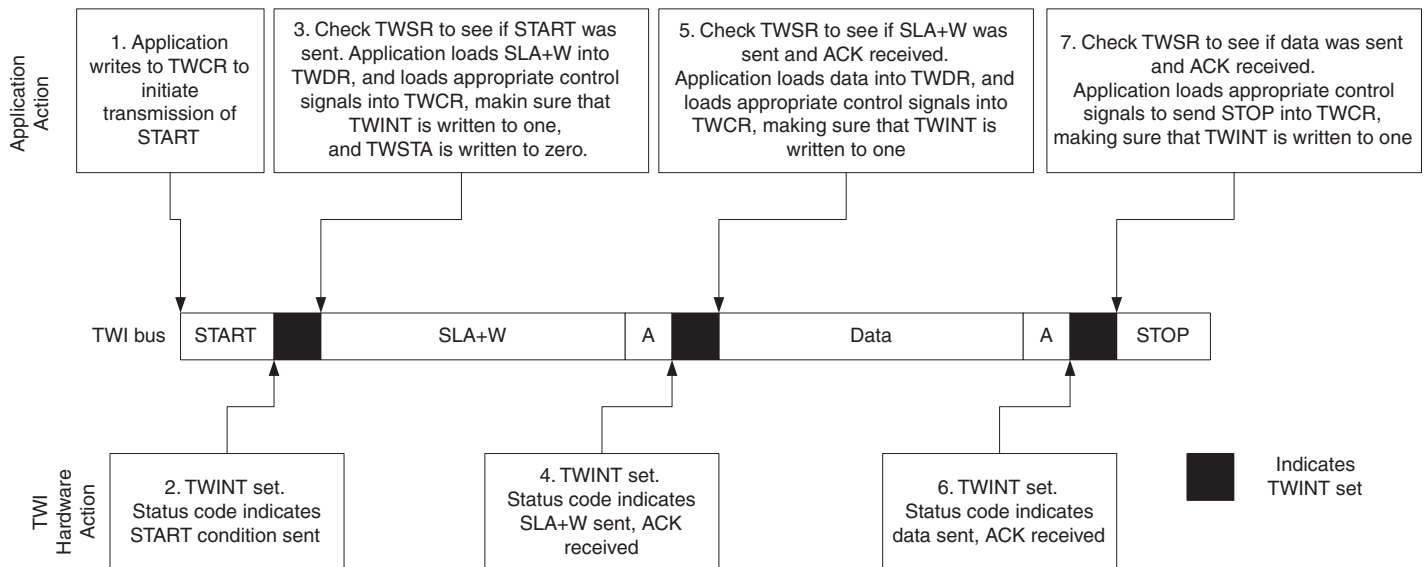 Application
Action
1. Application
writes to TWCR to
initiate
transmission of
START
3. Check TWSR to see if START was
sent. Application loads SLA+W into
TWDR, and loads appropriate control
signals into TWCR, makin sure that
TWINT is written to one,
and TWSTA is written to zero.
5. Check TWSR to see if SLA+W was
sent and ACK received.
Application loads data into TWDR, and
loads appropriate control signals into
TWCR, making sure that TWINT is
written to one
7. Check TWSR to see if data was sent
and ACK received.
Application loads appropriate control
signals to send STOP into TWCR,
making sure that TWINT is written to one
TWI bus
START
SLA+W
A
Data
A
STOP
TWI
Hardware
Action
2. TWINT set.
Status code indicates
START condition sent
4. TWINT set.
Status code indicates
SLA+W sent, ACK
received
6. TWINT set.
Status code indicates
data sent, ACK received
Indicates
TWINT set